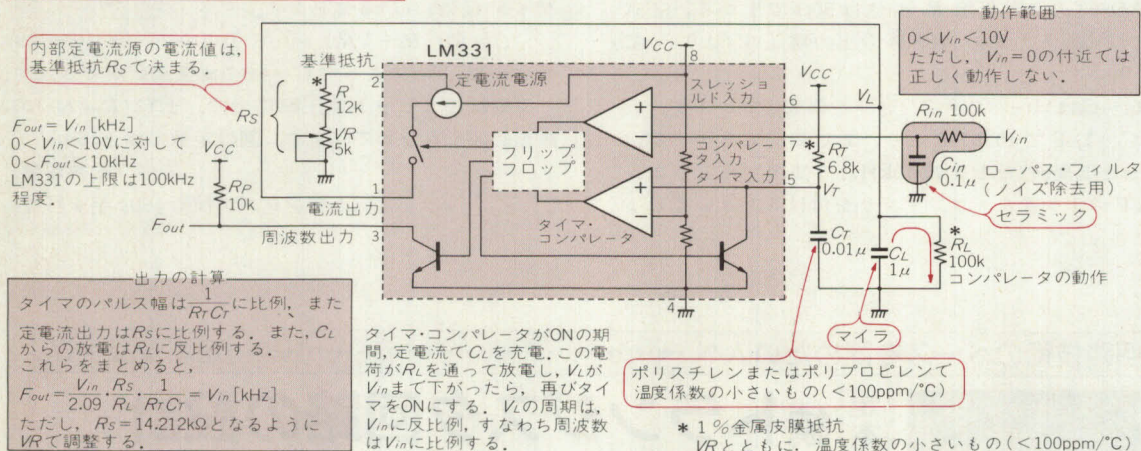 内部定電流源の電流値は,
基準抵抗RSで決まる.
Fout=Vin[kHz]
0<Vin<10Vに対して
0<Fout<10kHz
LM331の上限は100kHz
程度.
VCC
RP
10k
Fout
RS
*
R
12k
VR
5k
2
1
電流出力
周波数出力
3
LM331
定電流電源
フリップ
フロップ
タイマ・
コンパレータ
VCC
8
スレッショ
ルド入力
6
コンパレー
タ入力
7
タイマ入力
5
4
+
−
+
−
VCC
*
RT
6.8k
VT
CT
0.01μ
VL
CL
1μ
*
RL
100k
コンパレータの動作
マイラ
動作範囲
0<Vin<10V
ただし, Vin=0の付近では
正しく動作しない.
Rin 100k
Vin
Cin
0.1μ
ローパス・フィルタ
(ノイズ除去用)
セラミック
出力の計算
タイマのパルス幅は1/RTCTに比例, また
定電流出力はRSに比例する. また, CL
からの放電はRLに反比例する.
これらをまとめると,
Fout=Vin/2.09・RS/RL・1/RTCT=Vin[kHz]
ただし, RS=14.212kΩとなるように
VRで調整する.
タイマ・コンパレータがONの期
間, 定電流でCLを充電. この電
荷がRLを通って放電し, VLが
Vinまで下がったら, 再びタイ
マをONにする. VLの周期は,
Vinに反比例, すなわち周波数
はVinに比例する.
ポリスチレンまたはポリプロピレンで
温度係数の小さいもの(<100ppm/°C)
* 1%金属皮膜抵抗
VRとともに, 温度係数の小さいもの(<100ppm/°C)